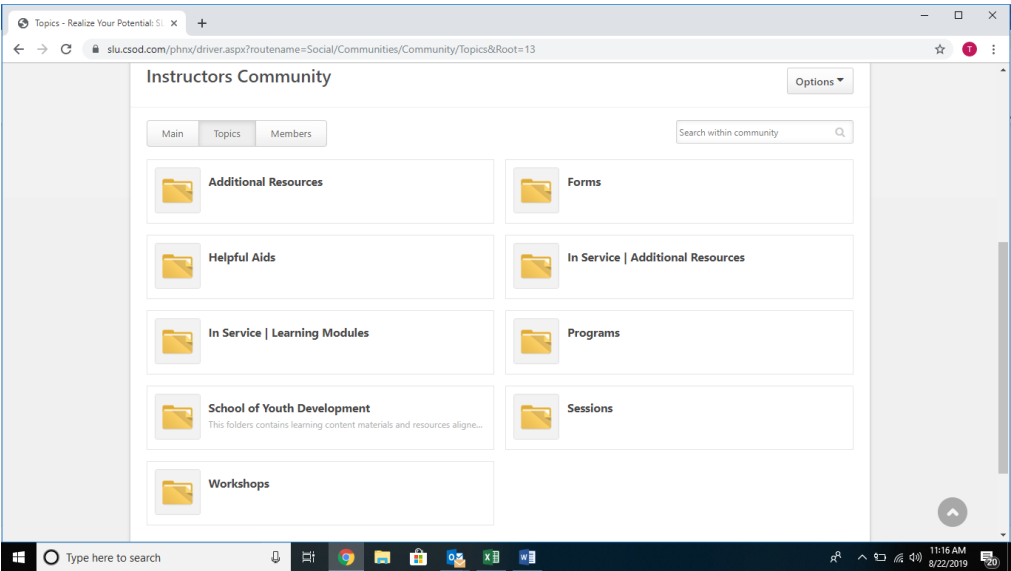 Topics - Realize Your Potential: SL
slu.csod.com/phnx/driver.aspx?routename=Social/Communities/Community/Topics&Root=13
T
Instructors Community
Options
Main
Topics
Members
Search within community
Additional Resources
Forms
Helpful Aids
In Service | Additional Resources
In Service | Learning Modules
Programs
School of Youth Development
This folders contains learning content materials and resources aligne...
Sessions
Workshops
Type here to search
11:16 AM
8/22/2019
20